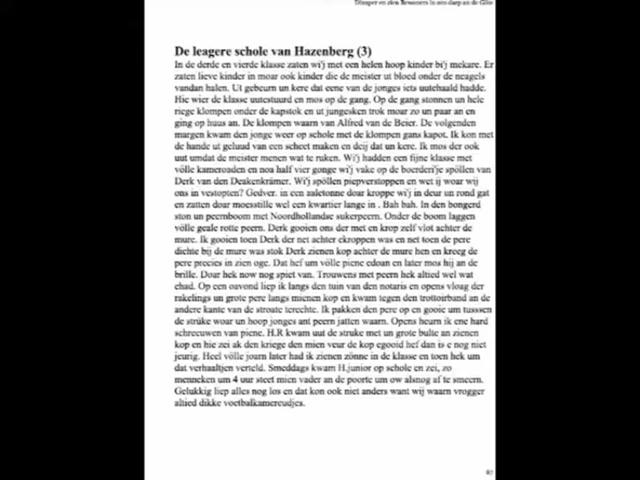 Dömper en zien Bewoners in een darp an de Gôte
De leagere schole van Hazenberg (3)
In de derde en vierde klasse zaten wi'j met een helen hoop kinder bi'j mekare. Er
zaten lieve kinder in moar ook kinder die de meister ut bloed onder de neagels
vandan halen. Ut gebeurn un kere dat eene van de jonges iets uutehaald hadde.
Hie wier de klasse uutestuurd en mos op de gang. Op de gang stonnen un hele
riege klompen onder de kapstok en ut jungesken trok moar zo un paar an en
ging op huus an. De klompen waarn van Alfred van de Beier. De volgenden
margen kwam den jonge weer op schole met de klompen gans kapot. Ik kon met
de hande ut geluud van een scheet maken en deij dat un kere. Ik mos der ook
uut umdat de meister menen wat te ruken. Wi'j hadden een fijne klasse met
völle kameroaden en noa half vier gonge wi'j vake op de boerderi'je spöllen van
Derk van den Deakenkrämer. Wi'j spöllen piepverstoppen en wet ij woar wij
ons in vestopten? Gedver. in een aaletonne doar kroppe wi'j in deur un rond gat
en zatten doar moesstille wel een kwartier lange in . Bah bah. In den bongerd
ston un peernboom met Noordhollandse sukerpeern. Onder de boom laggen
völle geale rotte peern. Derk gooien ons der met en krop zelf vlot achter de
mure. Ik gooien toen Derk der net achter ekroppen was en net toen de pere
dichte bij de mure was stok Derk zienen kop achter de mure hen en kreeg de
pere precies in zien oge. Dat hef um völle piene edoan en later mos hij an de
brille. Doar hek now nog spiet van. Trouwens met peern hek altied wel wat
ehad. Op een oavond liep ik langs den tuin van den notaris en opens vloag der
rakelings un grote pere langs mienen kop en kwam tegen den trottoirband an de
andere kante van de stroate terechte. Ik pakken den pere op en gooie um tusssen
de strüke woar un hoop jonges ant peern jatten waarn. Opens heurn ik ene hard
schreeuwen van piene. H.R kwam uut de struke met un grote bulte an zienen
kop en hie zei ak den kriege den mien veur de kop egooid hef dan is e nog niet
jeurig. Heel völle joarn later had ik zienen zönne in de klasse en toen hek um
dat verhaaltjen verteld. Smeddags kwam H.junior op schole en zei, zo
menneken um 4 uur steet mien vader an de poorte um ow alsnog af te smeern.
Gelukkig liep alles nog los en dat kon ook niet anders want wij waarn vrogger
altied dikke voetbalkamereudjes.